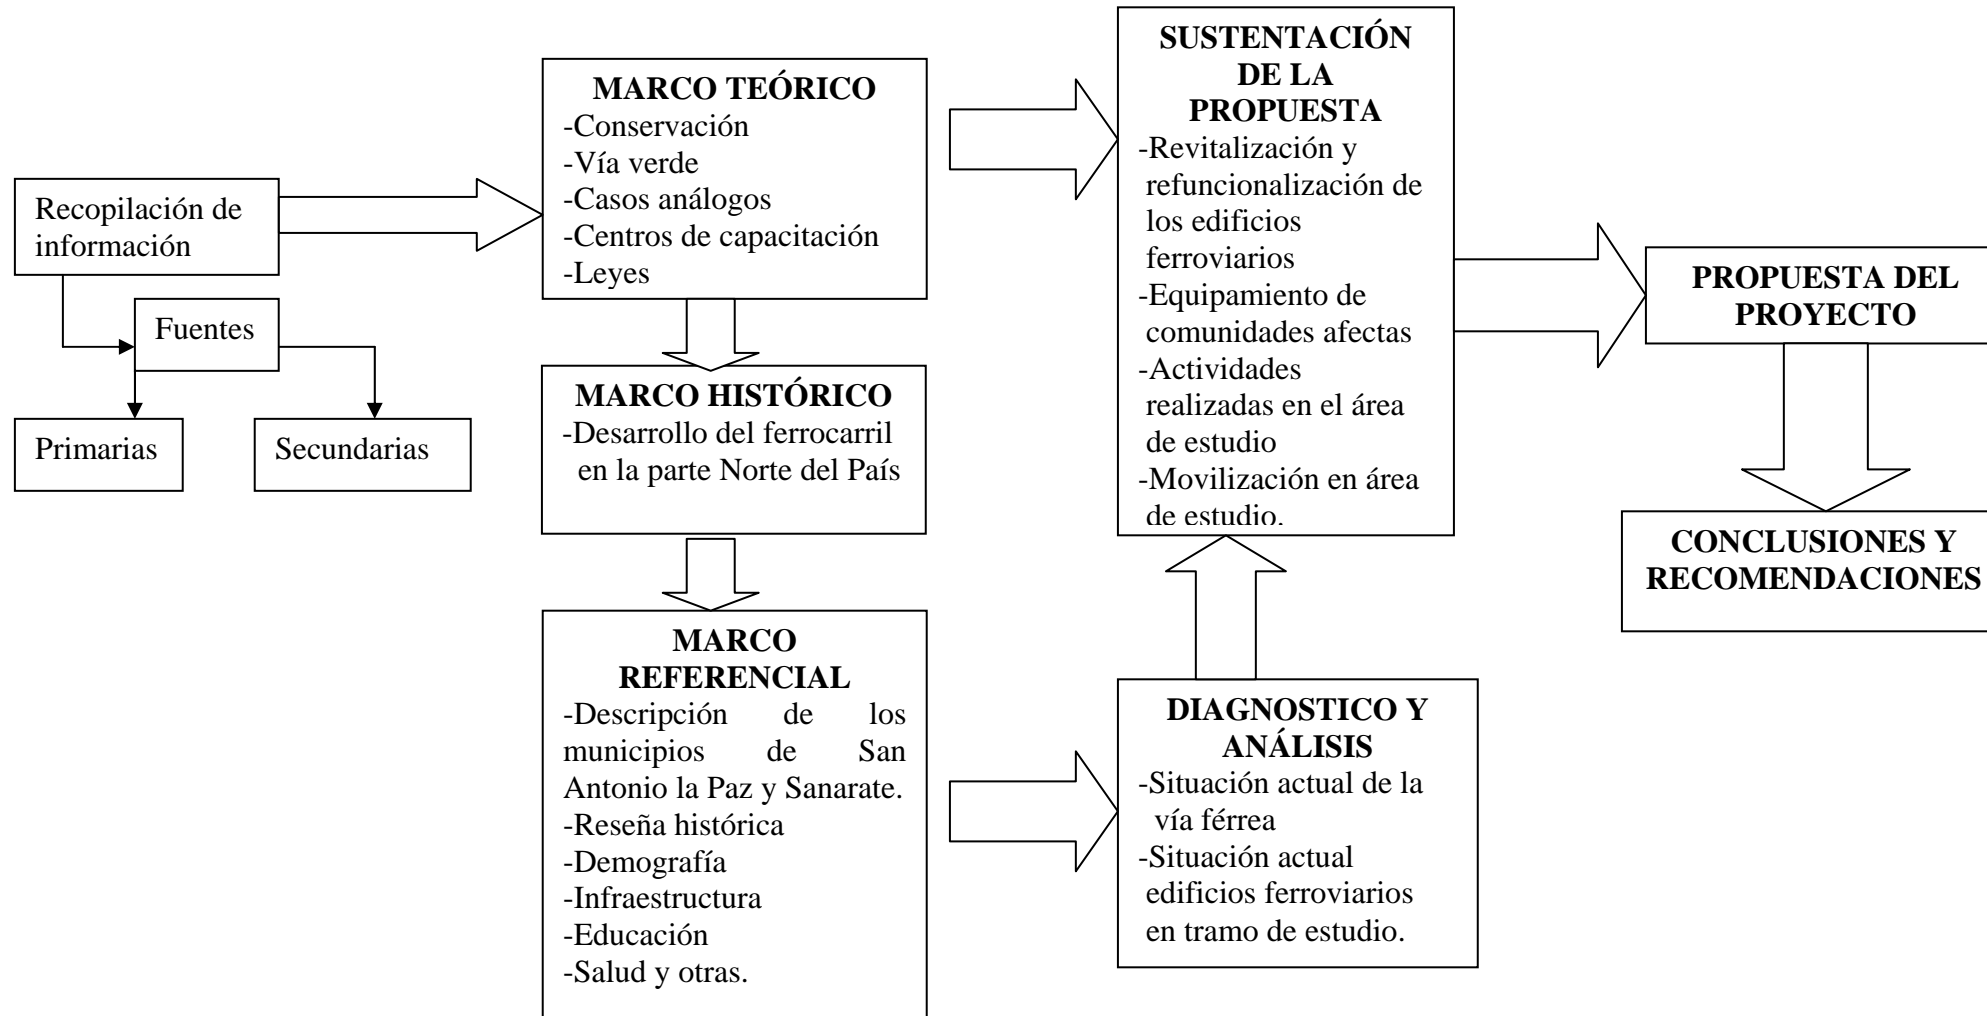 Recopilación de
información
Fuentes
Primarias
Secundarias
MARCO TEÓRICO
-Conservación
-Vía verde
-Casos análogos
-Centros de capacitación
-Leyes
MARCO HISTÓRICO
-Desarrollo del ferrocarril
en la parte Norte del País
MARCO
REFERENCIAL
-Descripción de los
municipios de San
Antonio la Paz y Sanarate.
-Reseña histórica
-Demografía
-Infraestructura
-Educación
-Salud y otras.
SUSTENTACIÓN
DE LA
PROPUESTA
-Revitalización y
refuncionalización de
los edificios
ferroviarios
-Equipamiento de
comunidades afectas
-Actividades
realizadas en el área
de estudio
-Movilización en área
de estudio.
DIAGNOSTICO Y
ANÁLISIS
-Situación actual de la
vía férrea
-Situación actual
edificios ferroviarios
en tramo de estudio.
PROPUESTA DEL
PROYECTO
CONCLUSIONES Y
RECOMENDACIONES